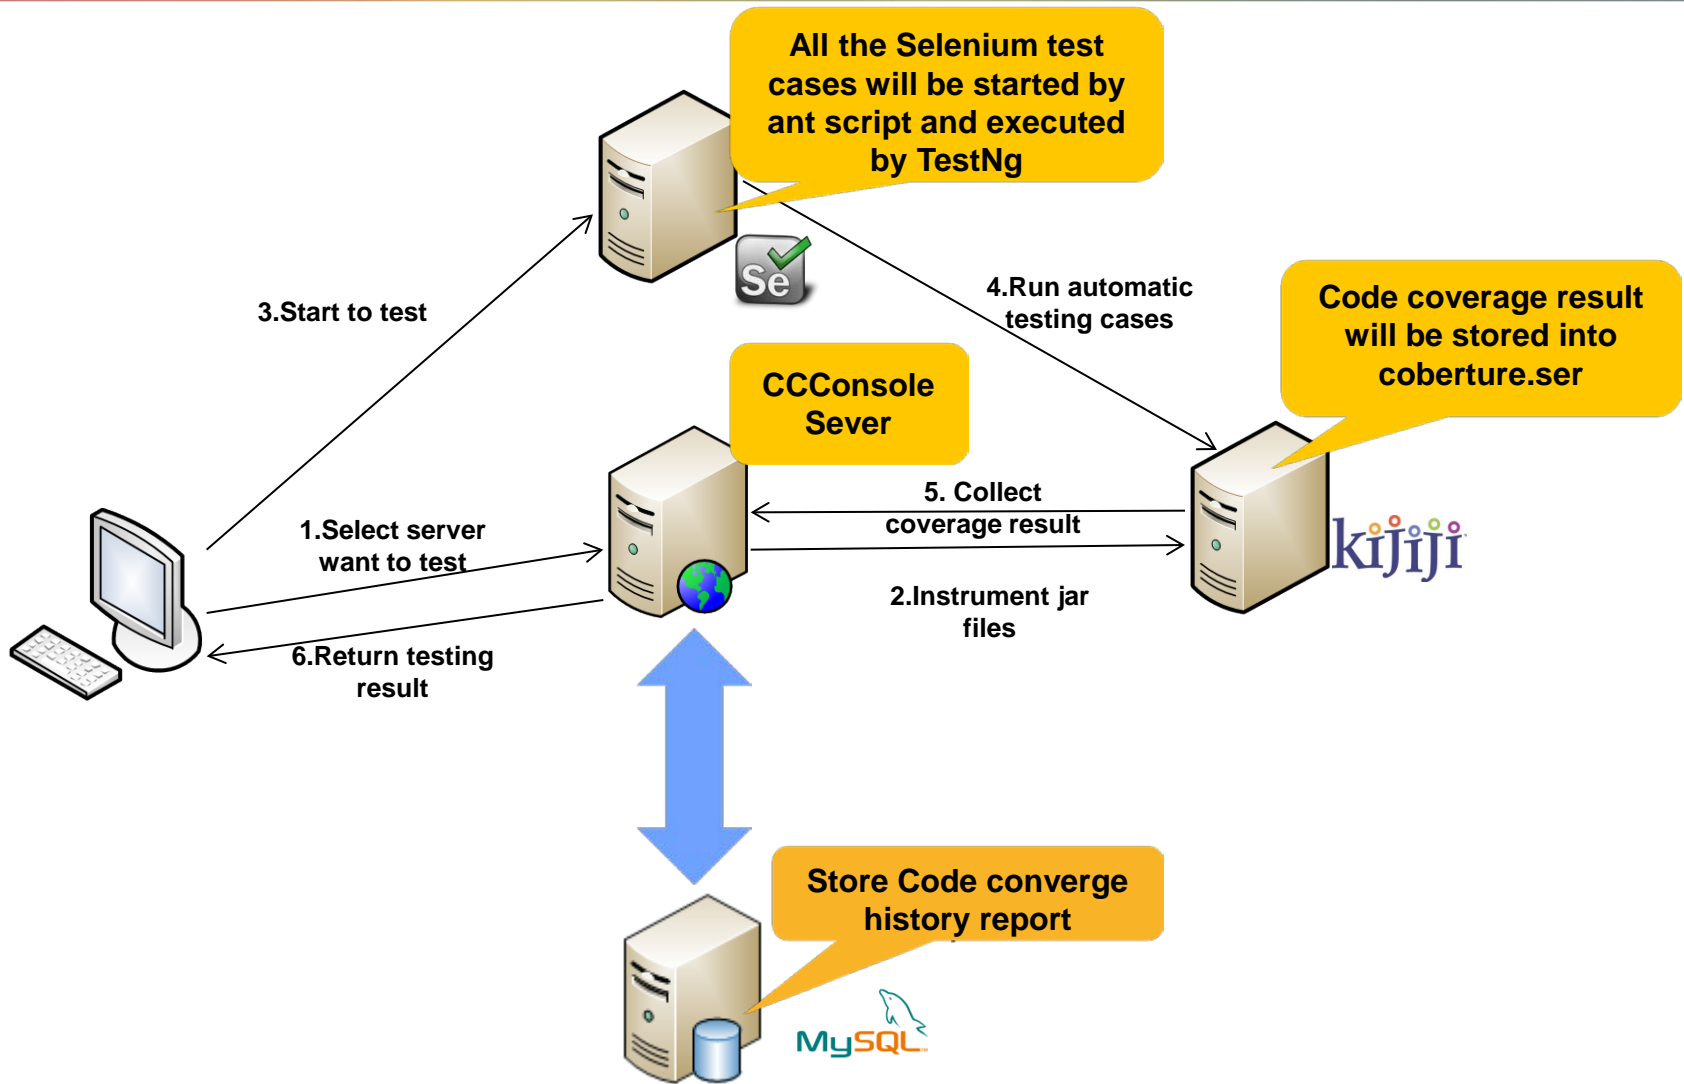 All the Selenium test
cases will be started by
ant script and executed
by TestNg
Se
3.Start to test
4.Run automatic
testing cases
Code coverage result
will be stored into
coberture.ser
CCConsole
Sever
1.Select server
want to test
5. Collect
coverage result
kijiji
2.Instrument jar
files
6.Return testing
result
Store Code converge
history report
MySQL